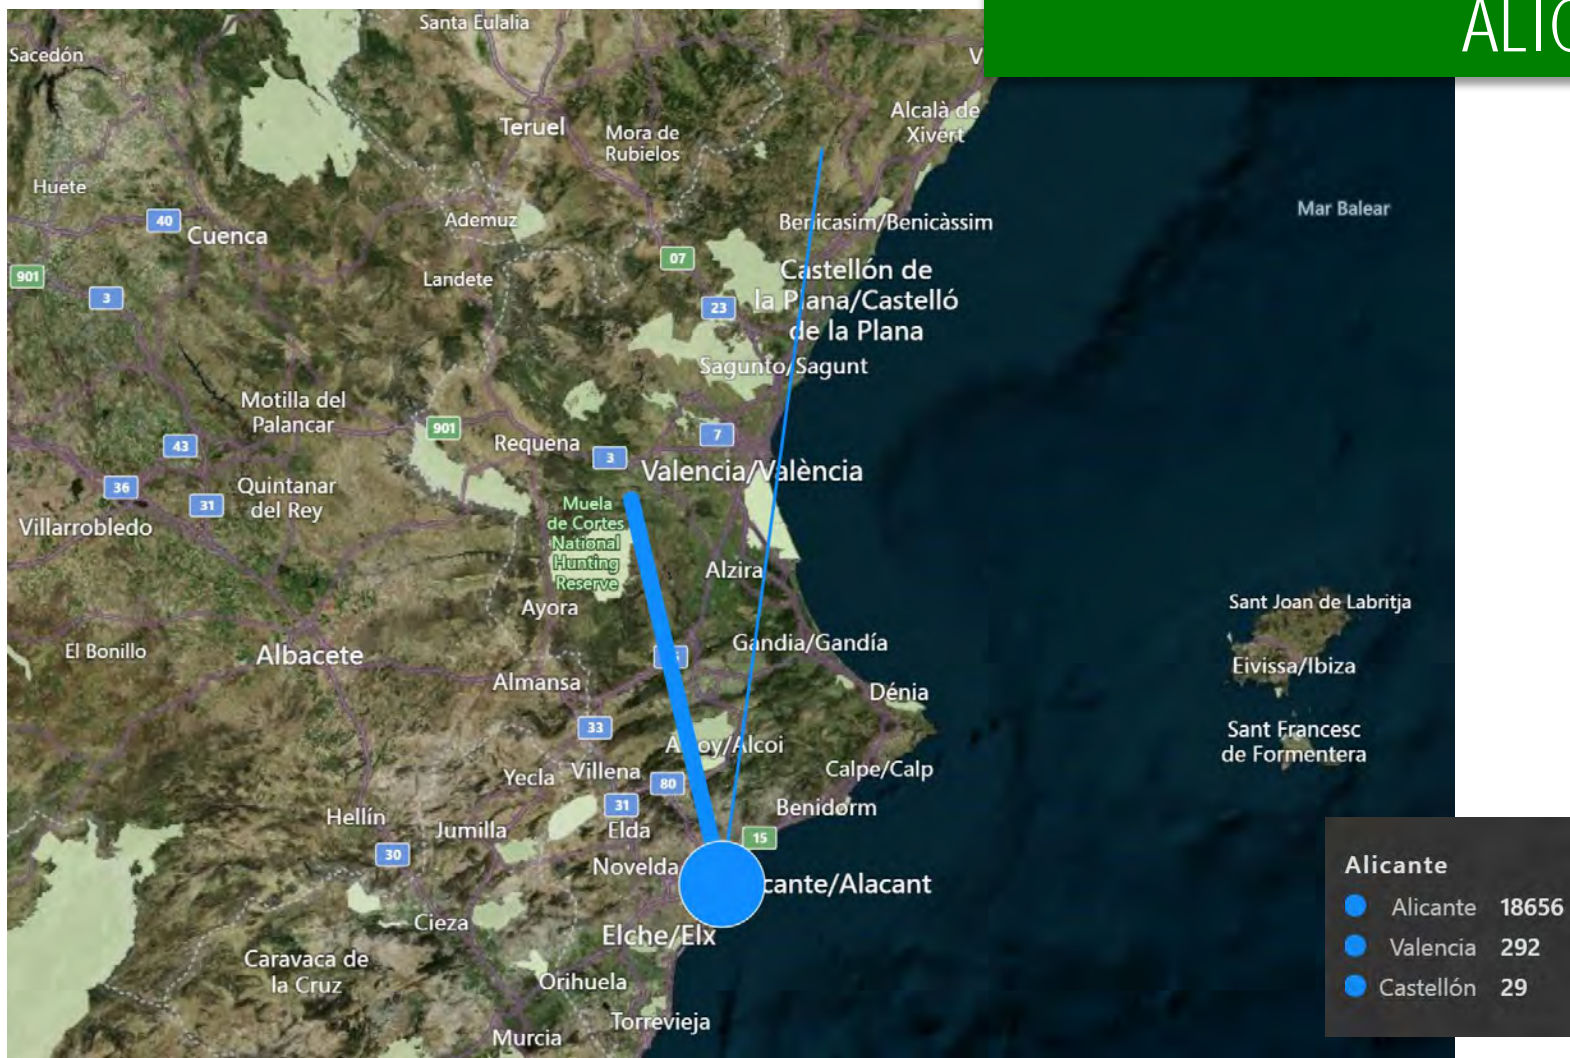 ALIC
Santa Eulalia
Sacedón
V
Alcalà de
Xivert
Teruel
Mora de
Rubielos
Huete
Mar Balear
40
Cuenca
Ademuz
Benicasim/Benicàssim
07
901
Landete
Castellón de
la Plana/Castelló
de la Plana
3
23
Sagunto/Sagunt
Motilla del
Palancar
901
7
43
Requena
3
Valencia/València
36
Quintanar
del Rey
31
Muela
de Cortes
National
Hunting
Reserve
Villarrobledo
Alzira
Ayora
Sant Joan de Labritja
El Bonillo
Albacete
Gandia/Gandía
Eivissa/Ibiza
Almansa
Dénia
33
Sant Francesc
de Formentera
Alcoy/Alcoi
Yecla
Villena
80
Calpe/Calp
31
Benidorm
Hellín
Jumilla
Elda
15
30
Novelda
cante/Alacant
Cieza
Elche/Elx
Caravaca de
la Cruz
Orihuela
Torrevieja
Murcia
Alicante
Alicante 18656
Valencia 292
Castellón 29